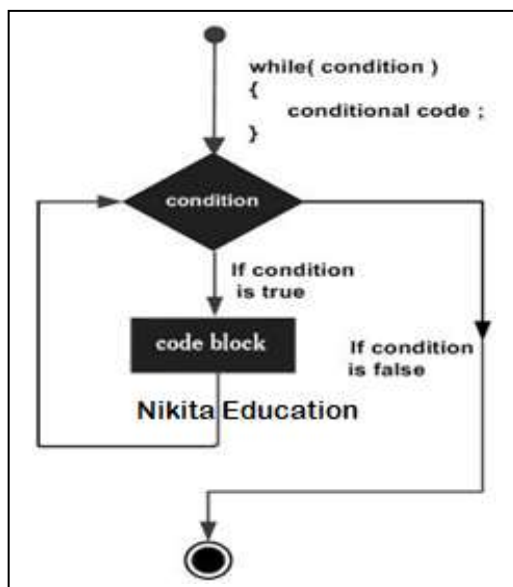 while( condition )
{
conditional code ;
}
condition
If condition
is true
code block
If condition
is false
Nikita Education